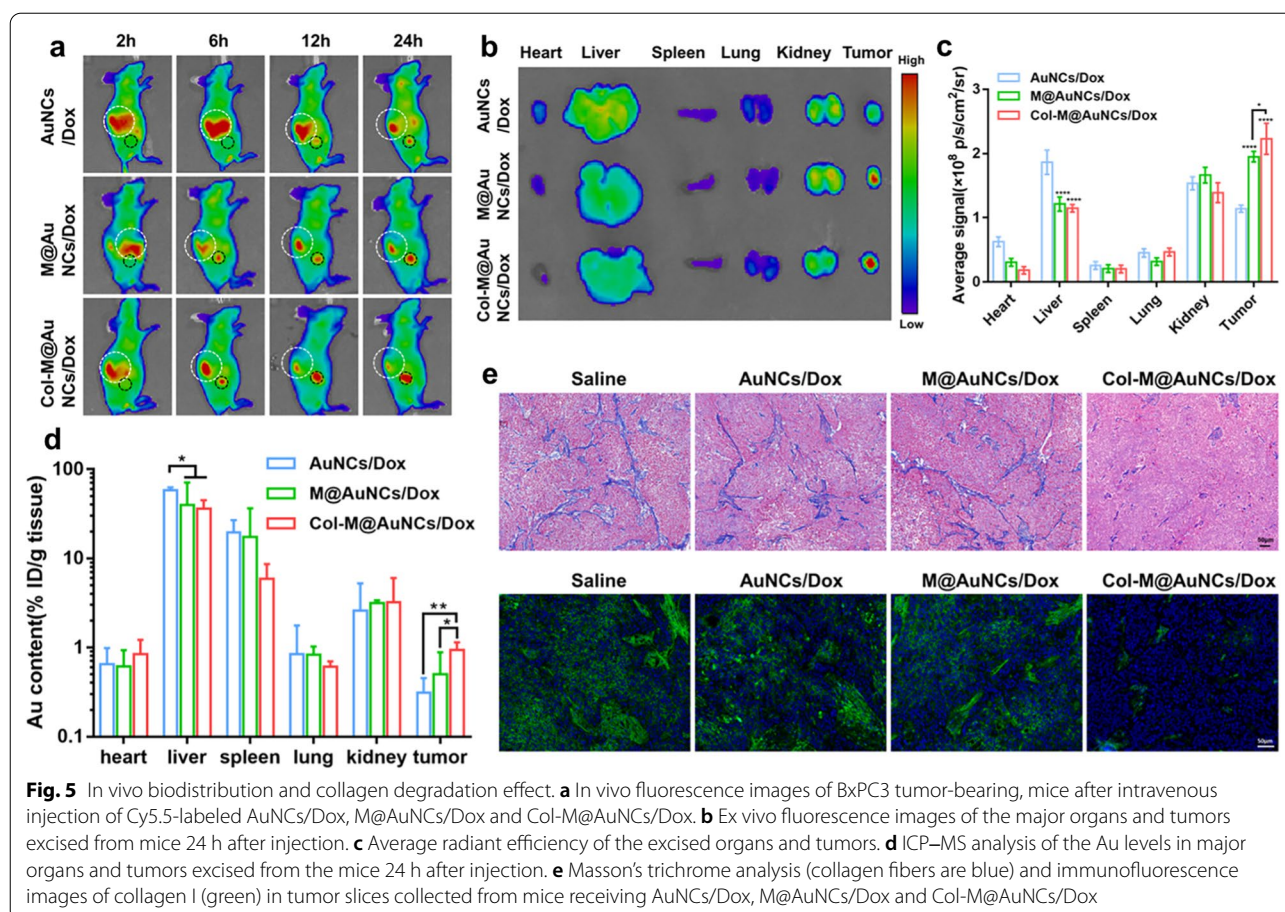 a
2h 6h 12h 24h
AuNCs
/Dox
M@Au
NCs/Dox
Col-M@Au
NCs/Dox
b
Heart Liver Spleen Lung Kidney Tumor
AuNCs
/Dox
M@Au
NCs/Dox
Col-M@Au
NCs/Dox
High
Low
c
AuNCs/Dox
M@AuNCs/Dox
Col-M@AuNCs/Dox
Average signal(×10⁸ p/s/cm²/sr)
3
2
1
0
**** **** **** * ****
Heart Liver Spleen Lung Kidney Tumor
d
AuNCs/Dox
M@AuNCs/Dox
Col-M@AuNCs/Dox
Au content(% ID/g tissue)
100
10
1
0.1
* ** *
heart liver spleen lung kidney tumor
e
Saline AuNCs/Dox M@AuNCs/Dox Col-M@AuNCs/Dox
50μm
Saline AuNCs/Dox M@AuNCs/Dox Col-M@AuNCs/Dox
50μm
Fig. 5 In vivo biodistribution and collagen degradation effect. a In vivo fluorescence images of BxPC3 tumor-bearing, mice after intravenous
injection of Cy5.5-labeled AuNCs/Dox, M@AuNCs/Dox and Col-M@AuNCs/Dox. b Ex vivo fluorescence images of the major organs and tumors
excised from mice 24 h after injection. c Average radiant efficiency of the excised organs and tumors. d ICP–MS analysis of the Au levels in major
organs and tumors excised from the mice 24 h after injection. e Masson's trichrome analysis (collagen fibers are blue) and immunofluorescence
images of collagen I (green) in tumor slices collected from mice receiving AuNCs/Dox, M@AuNCs/Dox and Col-M@AuNCs/Dox